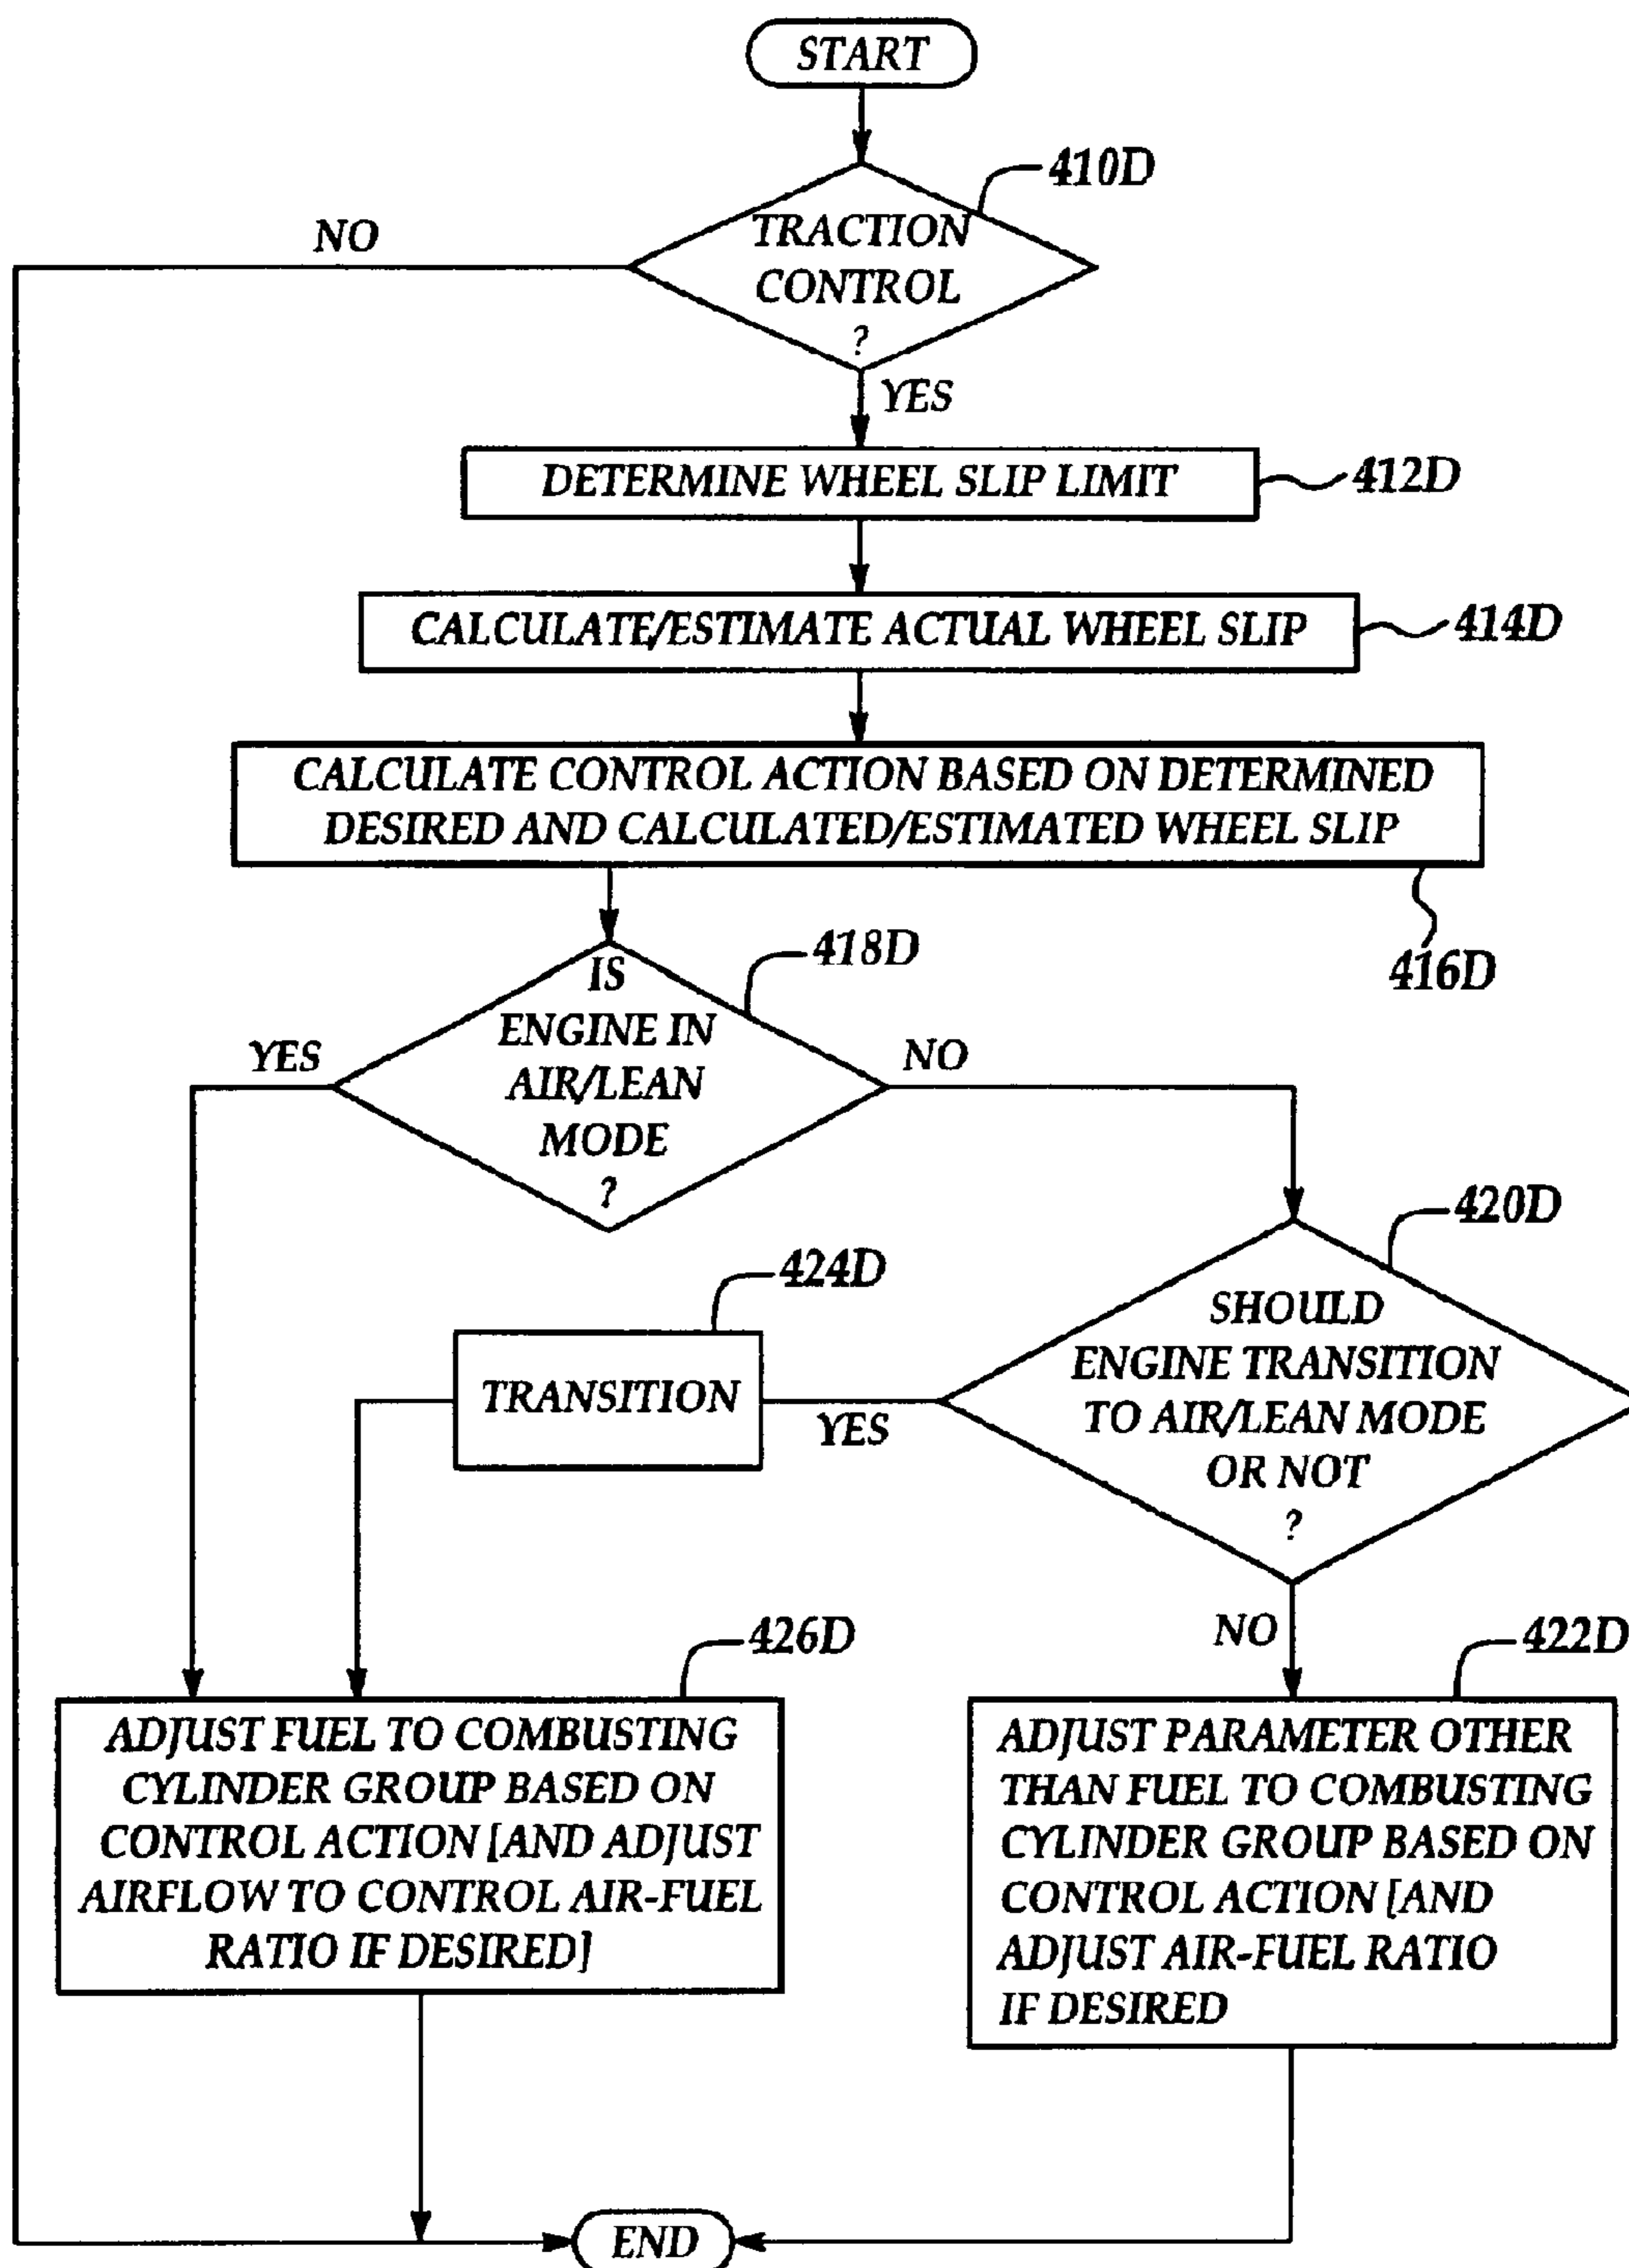 START
410D
NO
TRACTION
CONTROL
?
YES
DETERMINE WHEEL SLIP LIMIT
412D
CALCULATE/ESTIMATE ACTUAL WHEEL SLIP
414D
CALCULATE CONTROL ACTION BASED ON DETERMINED
DESIRED AND CALCULATED/ESTIMATED WHEEL SLIP
416D
418D
IS
ENGINE IN
AIR/LEAN
MODE
?
YES
NO
420D
424D
SHOULD
ENGINE TRANSITION
TO AIR/LEAN MODE
OR NOT
?
TRANSITION
YES
NO
426D
422D
ADJUST FUEL TO COMBUSTING
CYLINDER GROUP BASED ON
CONTROL ACTION [AND ADJUST
AIRFLOW TO CONTROL AIR-FUEL
RATIO IF DESIRED]
ADJUST PARAMETER OTHER
THAN FUEL TO COMBUSTING
CYLINDER GROUP BASED ON
CONTROL ACTION [AND
ADJUST AIR-FUEL RATIO
IF DESIRED
END